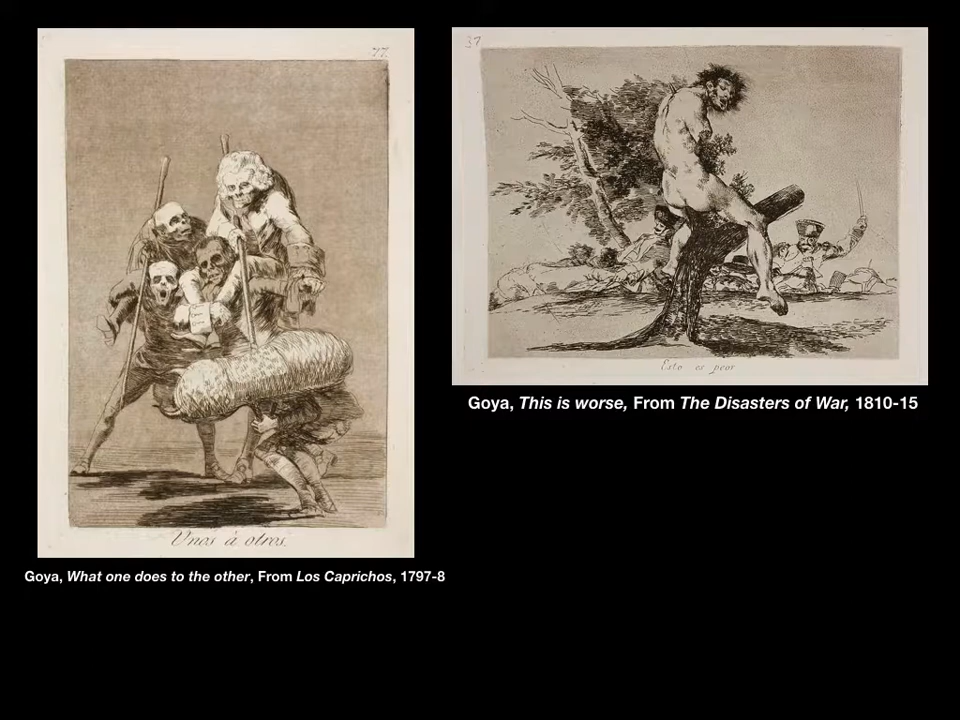 77
Unos á otros.
Goya, What one does to the other, From Los Caprichos, 1797-8
37
Esto es peor
Goya, This is worse, From The Disasters of War, 1810-15